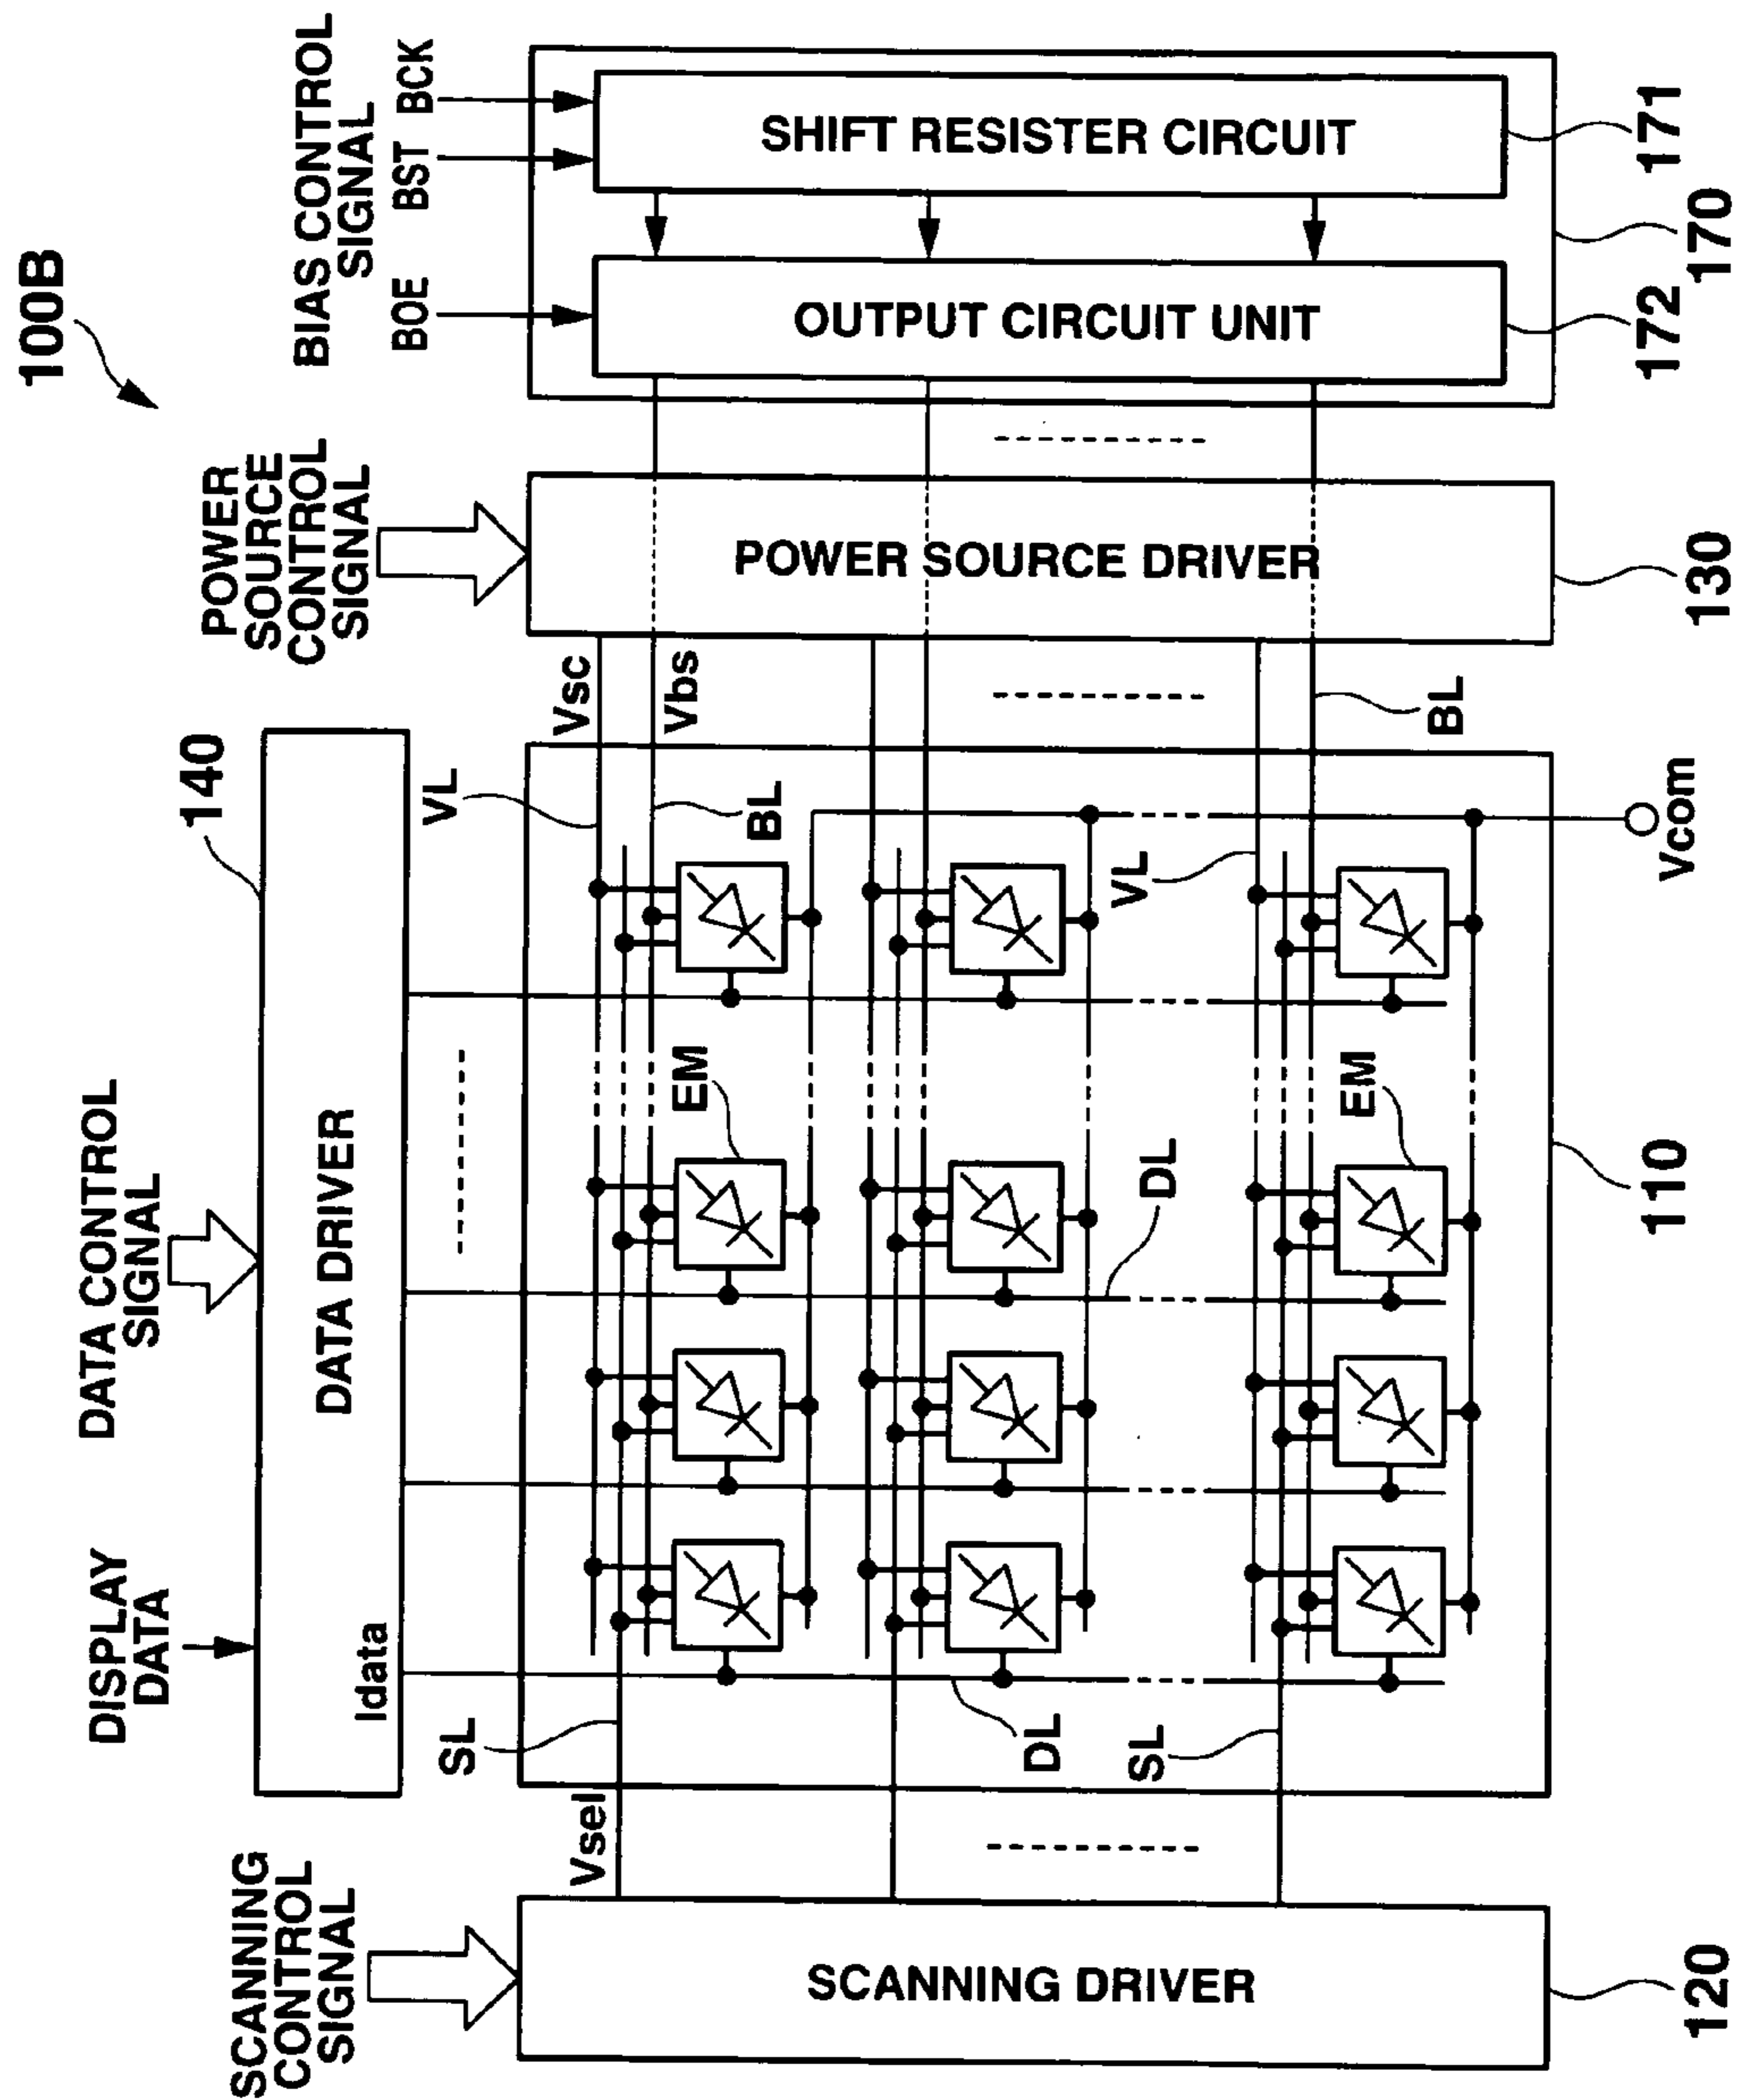 100B
DISPLAY
DATA
DATA CONTROL
SIGNAL
140
DATA DRIVER
Idata
SCANNING
CONTROL
SIGNAL
POWER
SOURCE
CONTROL
SIGNAL
BIAS CONTROL
SIGNAL
BOE
BST
BCK
Vsel
SL
VL
Vsc
Vbs
BL
EM
SCANNING DRIVER
POWER SOURCE DRIVER
OUTPUT CIRCUIT UNIT
SHIFT RESISTER CIRCUIT
DL
DL
SL
VL
EM
BL
Vcom
120
110
130
172
170
171